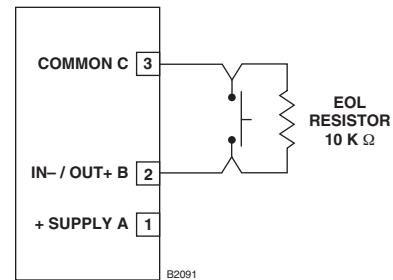 COMMON C 3
IN– / OUT+ B 2
+ SUPPLY A 1
EOL
RESISTOR
10 K Ω
B2091